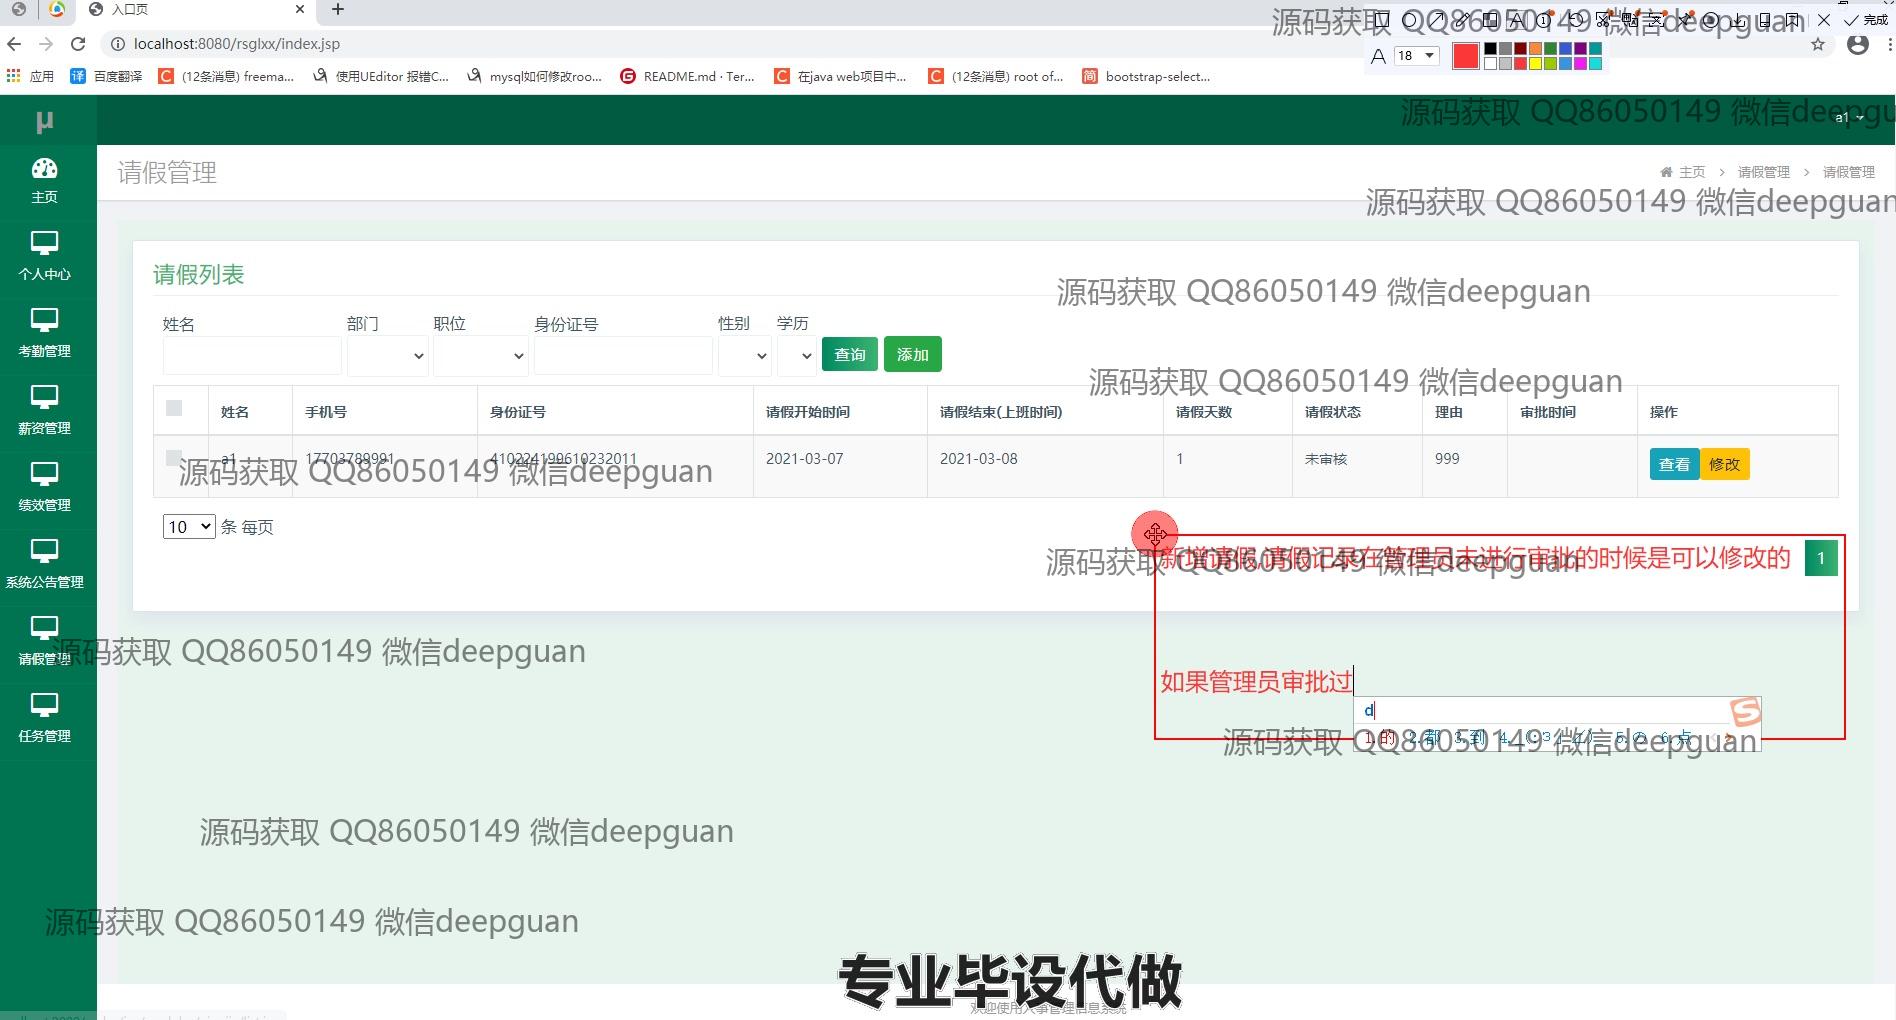 入口页
源码获取 QQ86050149 微信deepguan
完成
localhost:8080/rsglxx/index.jsp
A 18
应用 百度翻译 (12条消息) freema... 使用UEditor 报错C... mysql如何修改roo... README.md · Ter... 在java web项目中... (12条消息) root of... bootstrap-select...
μ
源码获取 QQ86050149 微信deepgu
a1
请假管理
主页 > 请假管理 > 请假管理
源码获取 QQ86050149 微信deepguan
主页
个人中心
考勤管理
薪资管理
绩效管理
系统公告管理
请假管理
任务管理
请假列表
源码获取 QQ86050149 微信deepguan
姓名 部门 职位 身份证号 性别 学历
查询 添加
源码获取 QQ86050149 微信deepguan
姓名 手机号 身份证号 请假开始时间 请假结束(上班时间) 请假天数 请假状态 理由 审批时间 操作
a1 17703789991 410224199610232011 2021-03-07 2021-03-08 1 未审核 999 查看 修改
源码获取 QQ86050149 微信deepguan
10 条 每页
新增请假,请假记录在管理员未进行审批的时候是可以修改的
1
源码获取 QQ86050149 微信deepguan
源码获取 QQ86050149 微信deepguan
如果管理员审批过
d
1.的 2.都 3.到 5.の 6.点
源码获取 QQ86050149 微信deepguan
源码获取 QQ86050149 微信deepguan
源码获取 QQ86050149 微信deepguan
专业毕设代做
欢迎使用人事管理信息系统